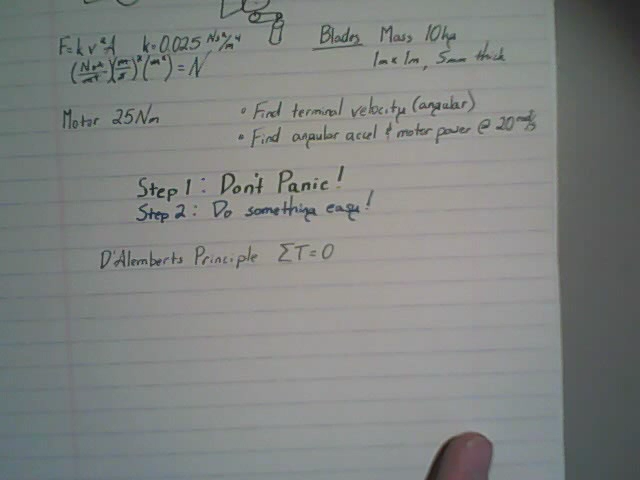 F=kv²A k=0.025 Ns²/m⁴ Blades Mass 10kg
(Ns²/m⁴)(m/s)²(m²)=N 1m x 1m, 5mm thick
Motor 25Nm • Find terminal velocity (angular)
• Find angular accel & motor power @ 20 rad/s
Step 1: Don't Panic!
Step 2: Do something easy!
D'Alemberts Principle ΣT=0